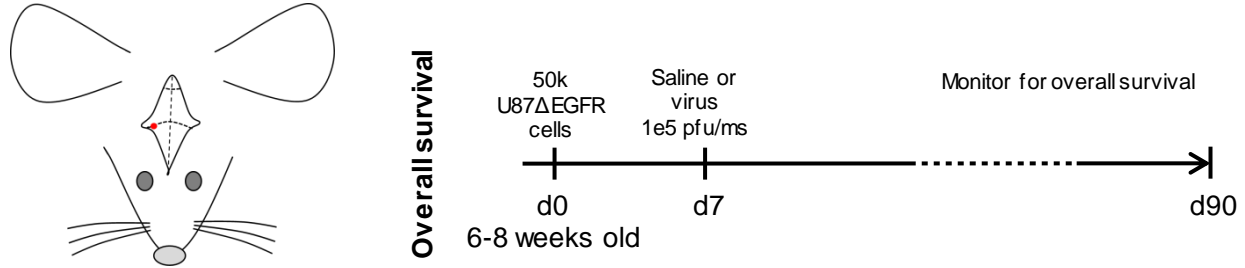 Overall survival
50k
U87ΔEGFR
cells
Saline or
virus
1e5 pfu/ms
Monitor for overall survival
d0
d7
d90
6-8 weeks old